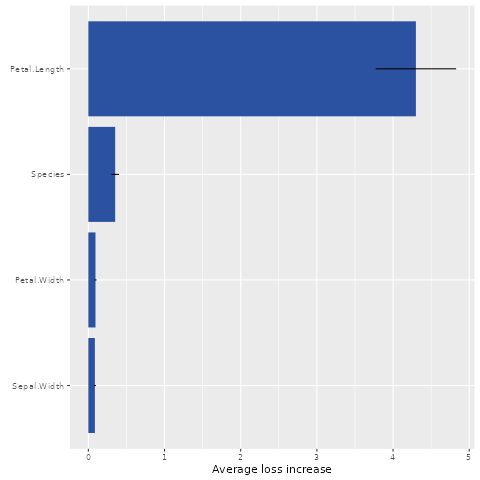 Petal.Length
Species
Petal.Width
Sepal.Width
0 1 2 3 4 5
Average loss increase